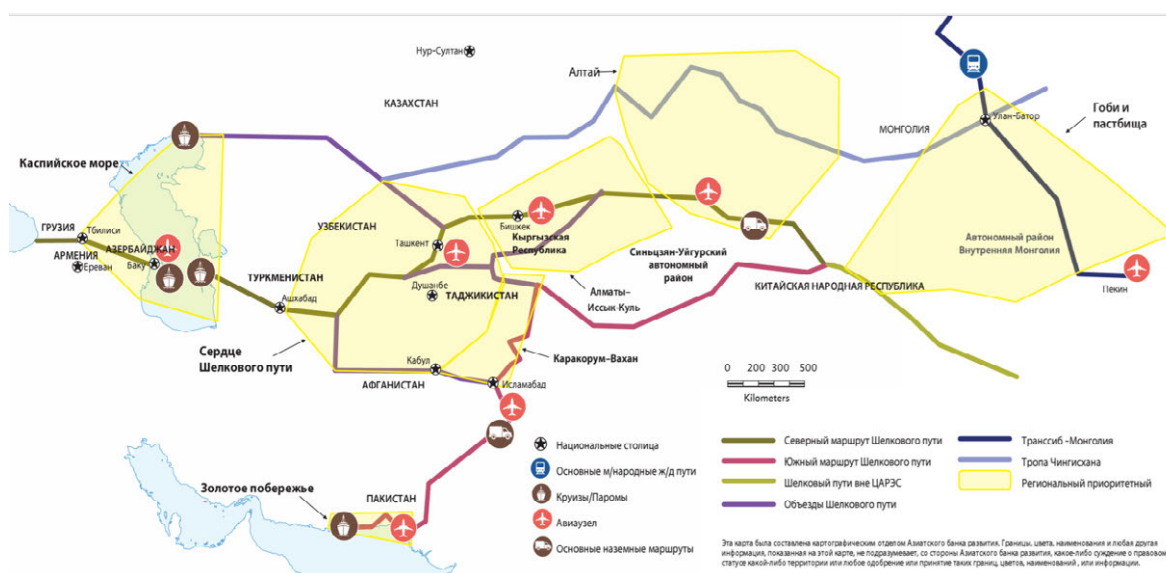 Нур-Султан
Алтай
КАЗАХСТАН
МОНГОЛИЯ
Улан-Батор
Гоби и
пастбища
Каспийское море
ГРУЗИЯ
Тбилиси
АРМЕНИЯ
Ереван
АЗЕРБАЙДЖАН
Баку
УЗБЕКИСТАН
Ташкент
Бишкек
Кыргызская
Республика
Синьцзян-Уйгурский
автономный
район
Автономный район
Внутренняя Монголия
ТУРКМЕНИСТАН
Ашхабад
Душанбе
ТАДЖИКИСТАН
Алматы–
Иссык-Куль
КИТАЙСКАЯ НАРОДНАЯ РЕСПУБЛИКА
Пекин
Сердце
Шелкового пути
Кабул
АФГАНИСТАН
Исламабад
Каракорум–Вахан
0 200 300 500
Kilometers
Золотое побережье
ПАКИСТАН
Национальные столица
Основные м/народные ж/д пути
Круизы/Паромы
Авиаузел
Основные наземные маршруты
Северный маршрут Шелкового пути
Южный маршрут Шелкового пути
Шелковый пути вне ЦАРЭС
Объезды Шелкового пути
Транссиб -Монголия
Тропа Чингисхана
Региональный приоритетный
Эта карта была составлена картографическим отделом Азиатского банка развития. Границы, цвета, наименования и любая другая
информация, показанная на этой карте, не подразумевает, со стороны Азиатского банка развития, какое-либо суждение о правовом
статусе какой-либо территории или любое одобрение или принятие таких границ, цветов, наименований , или информации.